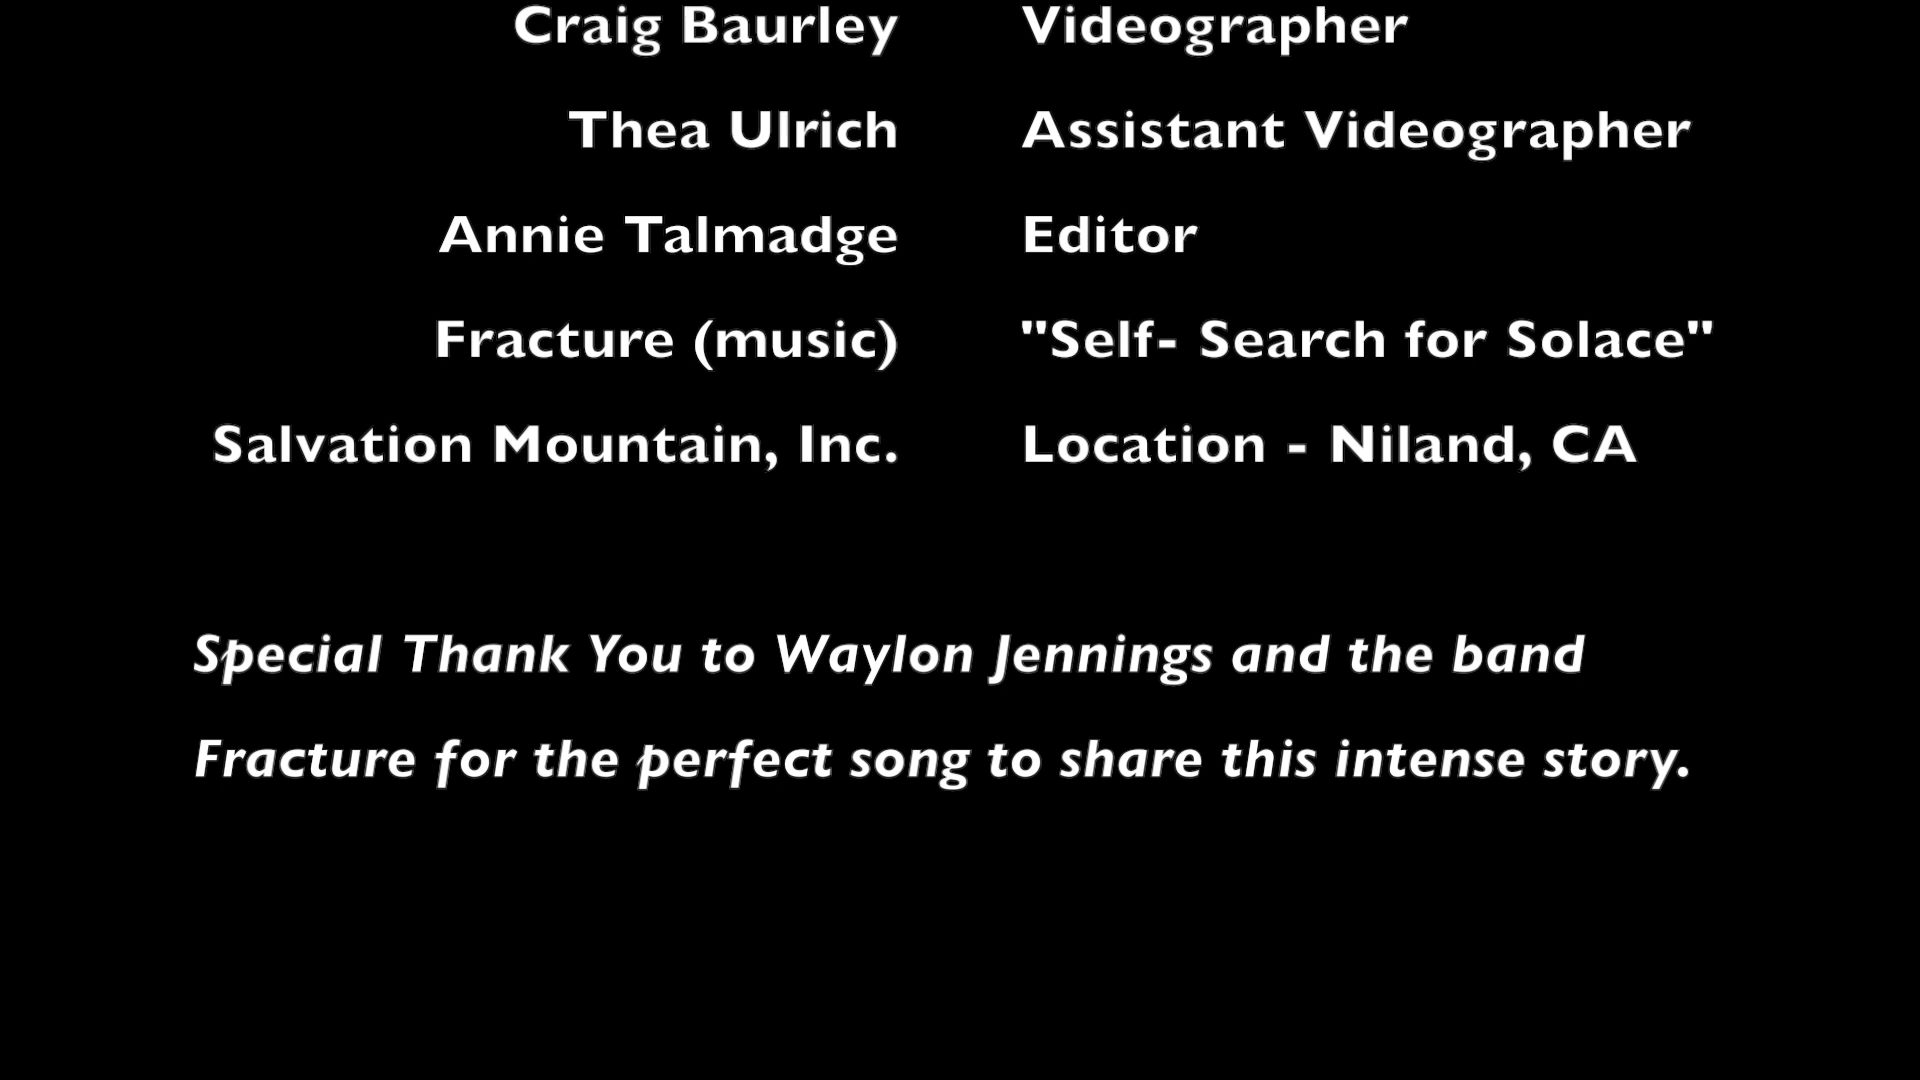 Craig Baurley Videographer
Thea Ulrich Assistant Videographer
Annie Talmadge Editor
Fracture (music) "Self- Search for Solace"
Salvation Mountain, Inc. Location - Niland, CA
Special Thank You to Waylon Jennings and the band
Fracture for the perfect song to share this intense story.